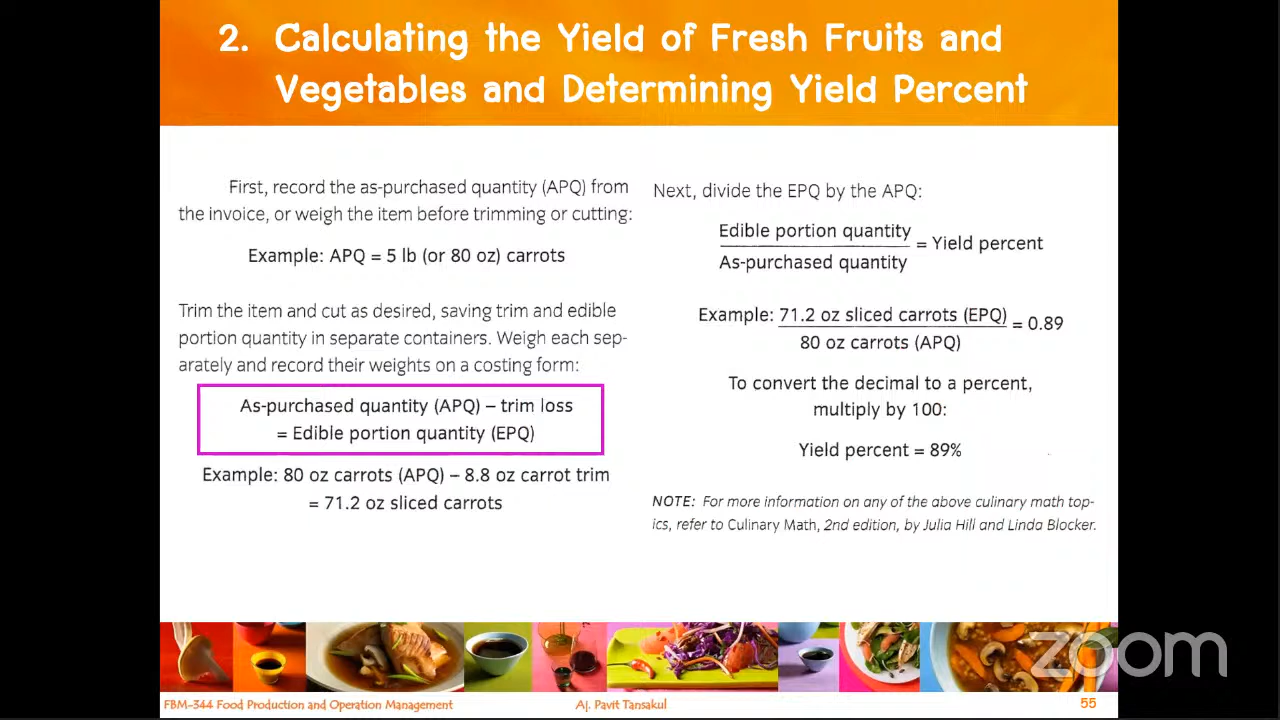 2. Calculating the Yield of Fresh Fruits and
Vegetables and Determining Yield Percent
First, record the as-purchased quantity (APQ) from
the invoice, or weigh the item before trimming or cutting:
Example: APQ = 5 lb (or 80 oz) carrots
Trim the item and cut as desired, saving trim and edible
portion quantity in separate containers. Weigh each sep-
arately and record their weights on a costing form:
As-purchased quantity (APQ) – trim loss
= Edible portion quantity (EPQ)
Example: 80 oz carrots (APQ) – 8.8 oz carrot trim
= 71.2 oz sliced carrots
Next, divide the EPQ by the APQ:
Edible portion quantity
As-purchased quantity
= Yield percent
Example: 71.2 oz sliced carrots (EPQ)
80 oz carrots (APQ)
= 0.89
To convert the decimal to a percent,
multiply by 100:
Yield percent = 89%
NOTE: For more information on any of the above culinary math top-
ics, refer to Culinary Math, 2nd edition, by Julia Hill and Linda Blocker.
zoom
FBM-344 Food Production and Operation Management
Aj. Pavit Tansakul
55